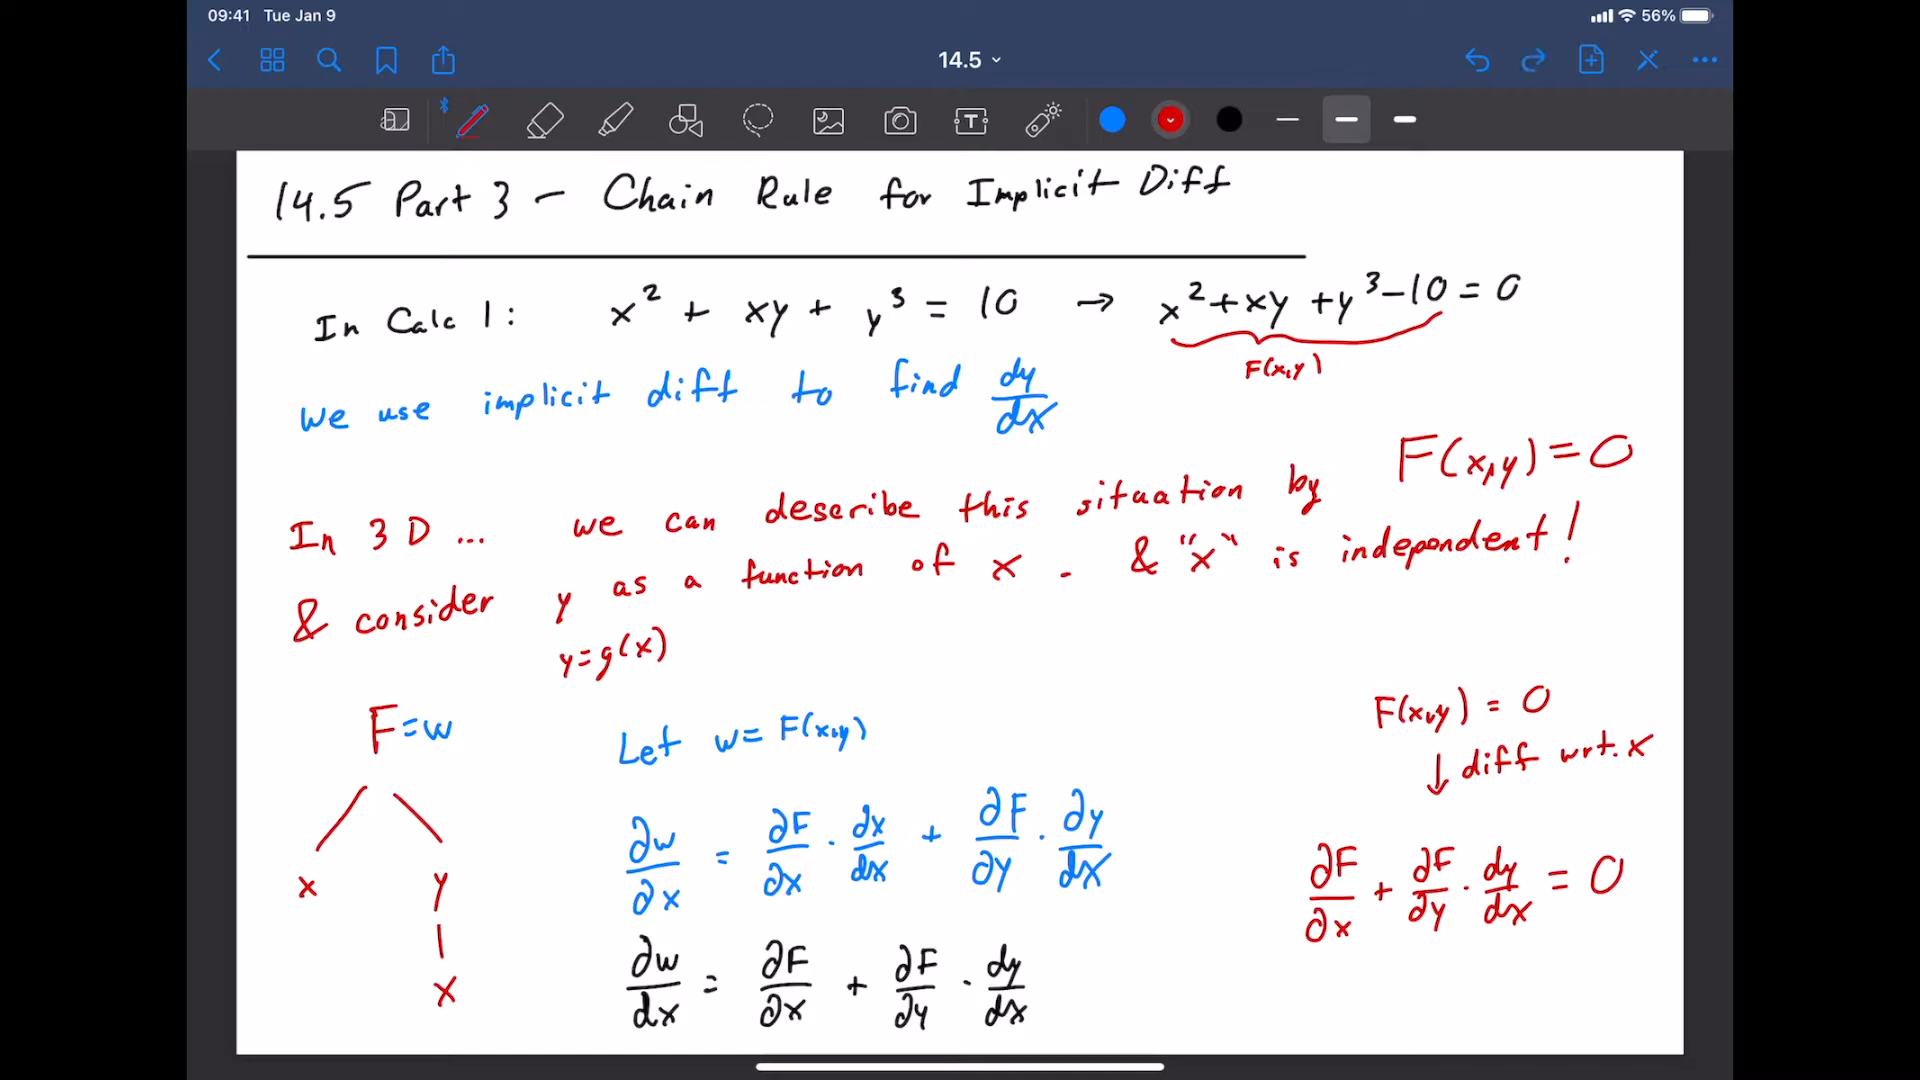 09:41 Tue Jan 9
56%
14.5
14.5 Part 3 – Chain Rule for Implicit Diff
In Calc 1: x² + xy + y³ = 10 → x² + xy + y³ – 10 = 0
F(x,y)
we use implicit diff to find dy/dx
F(x,y) = 0
In 3D ... we can describe this situation by
& consider y as a function of x. & "x" is independent!
y = g(x)
F = w
x y
x
Let w = F(x,y)
∂w/∂x = ∂F/∂x · dx/dx + ∂F/∂y · ∂y/dx
∂w/dx = ∂F/∂x + ∂F/∂y · dy/dx
F(x,y) = 0
↓ diff wrt. x
∂F/∂x + ∂F/∂y · dy/dx = 0